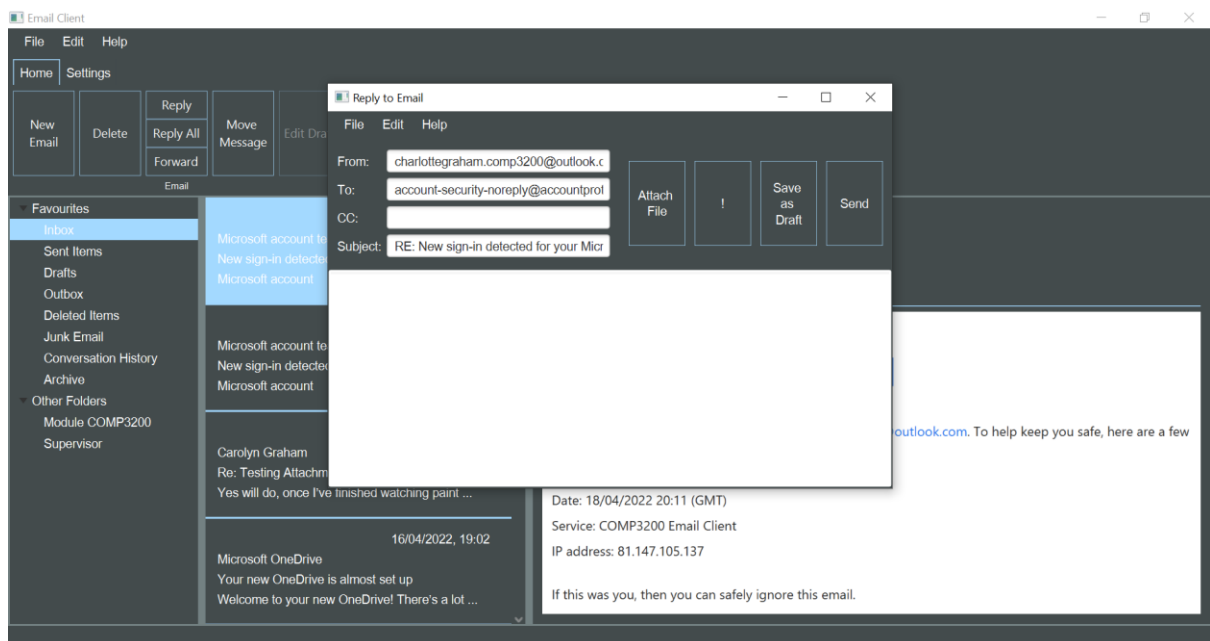 Email Client
File Edit Help
Home Settings
New Email
Delete
Reply
Reply All
Forward
Move Message
Edit Dra
Email
Favourites
Inbox
Sent Items
Drafts
Outbox
Deleted Items
Junk Email
Conversation History
Archive
Other Folders
Module COMP3200
Supervisor
Microsoft account te
New sign-in detecte
Microsoft account
Microsoft account te
New sign-in detected
Microsoft account
Carolyn Graham
Re: Testing Attachm
Yes will do, once I've finished watching paint ...
16/04/2022, 19:02
Microsoft OneDrive
Your new OneDrive is almost set up
Welcome to your new OneDrive! There's a lot ...
Reply to Email
File Edit Help
From: charlottegraham.comp3200@outlook.c
To: account-security-noreply@accountprot
CC:
Subject: RE: New sign-in detected for your Micr
Attach File
!
Save as Draft
Send
outlook.com. To help keep you safe, here are a few
Date: 18/04/2022 20:11 (GMT)
Service: COMP3200 Email Client
IP address: 81.147.105.137
If this was you, then you can safely ignore this email.